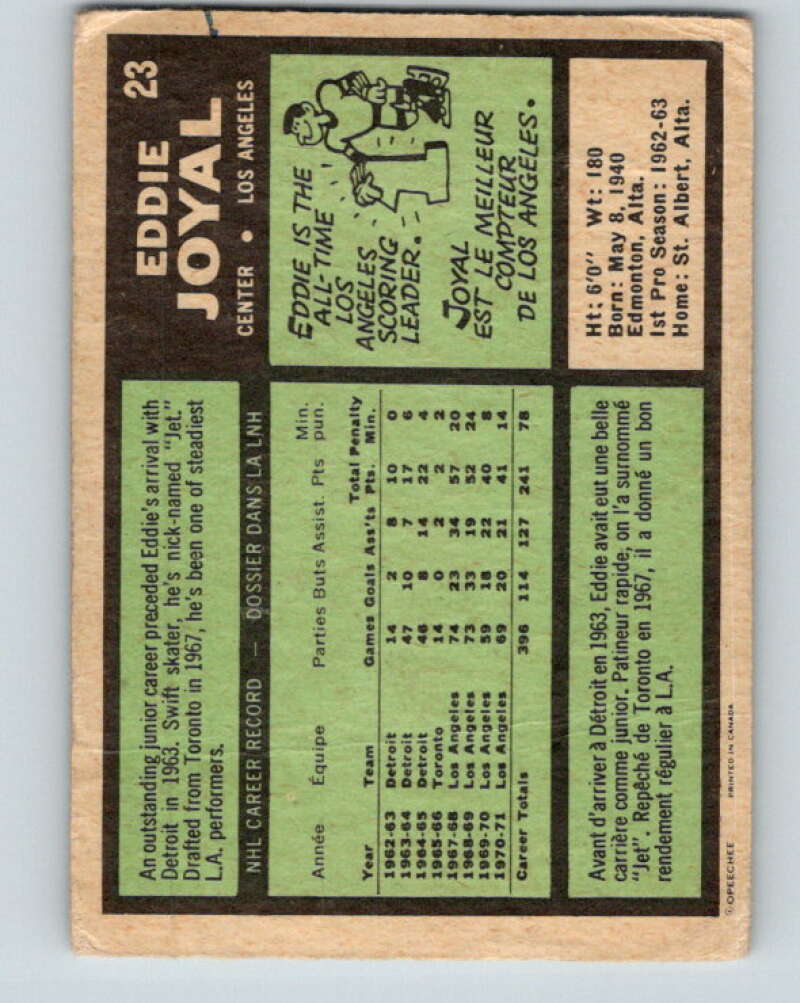 23
EDDIE
JOYAL
CENTER • LOS ANGELES
An outstanding junior career preceded Eddie's arrival with
Detroit in 1963. Swift skater, he's nick-named "Jet."
Drafted from Toronto in 1967, he's been one of steadiest
L.A. performers.
EDDIE IS THE
ALL-TIME
LOS
ANGELES
SCORING
LEADER.
JOYAL
EST LE MEILLEUR
COMPTEUR
DE LOS ANGELES.
NHL CAREER RECORD — DOSSIER DANS LA LNH
Année Équipe Parties Buts Assist. Pts Min. pun.
Year Team Games Goals Ass'ts Total Pts. Penalty Min.
1962-63 Detroit 14 2 8 10 0
1963-64 Detroit 47 10 7 17 6
1964-65 Detroit 46 8 14 22 4
1965-66 Toronto 14 0 2 2 2
1967-68 Los Angeles 74 23 34 57 20
1968-69 Los Angeles 73 33 19 52 24
1969-70 Los Angeles 59 18 22 40 8
1970-71 Los Angeles 69 20 21 41 14
Career Totals 396 114 127 241 78
Ht: 6'0" Wt: 180
Born: May 8, 1940
Edmonton, Alta.
1st Pro Season: 1962-63
Home: St. Albert, Alta.
Avant d'arriver à Détroit en 1963, Eddie avait eut une belle
carrière comme junior. Patineur rapide, on l'a surnommé
"Jet". Repêché de Toronto en 1967, il a donné un bon
rendement régulier à L.A.
© OPEECHEE PRINTED IN CANADA